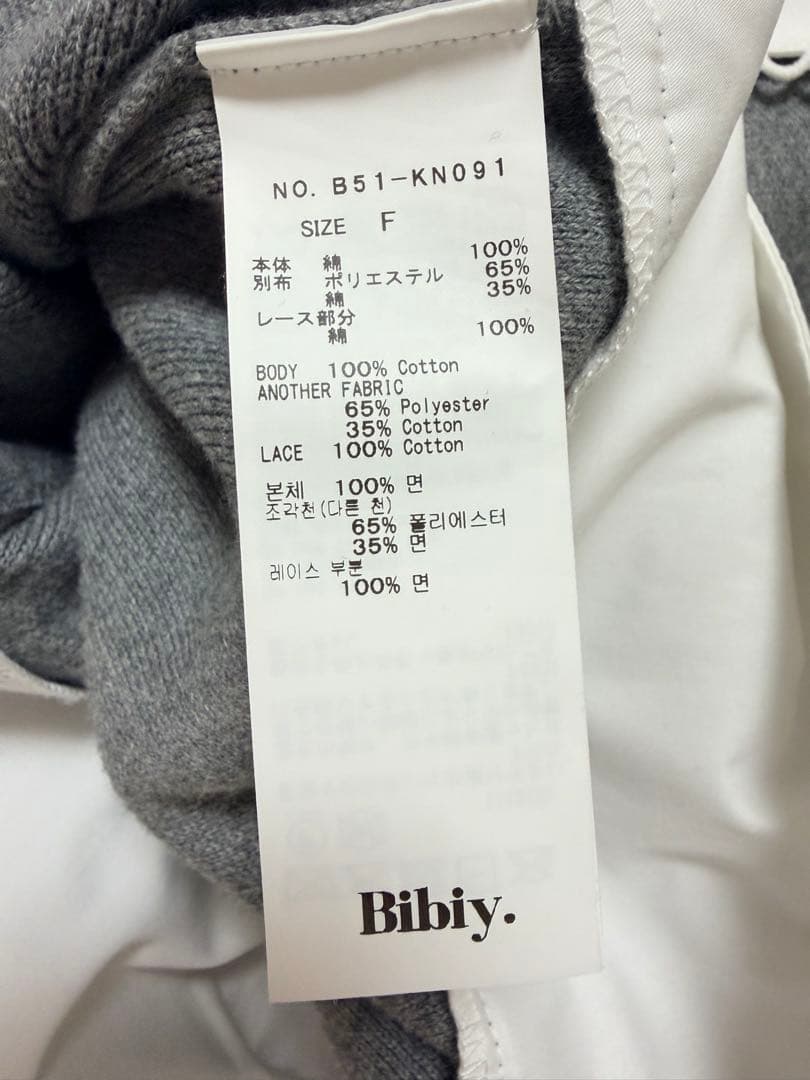 NO. B51-KN091
SIZE F
本体 綿 100%
別布 ポリエステル 65%
綿 35%
レース部分
綿 100%
BODY 100% Cotton
ANOTHER FABRIC
65% Polyester
35% Cotton
LACE 100% Cotton
본체 100% 면
조각천(다른 천)
65% 폴리에스터
35% 면
레이스 부분
100% 면
Bibiy.